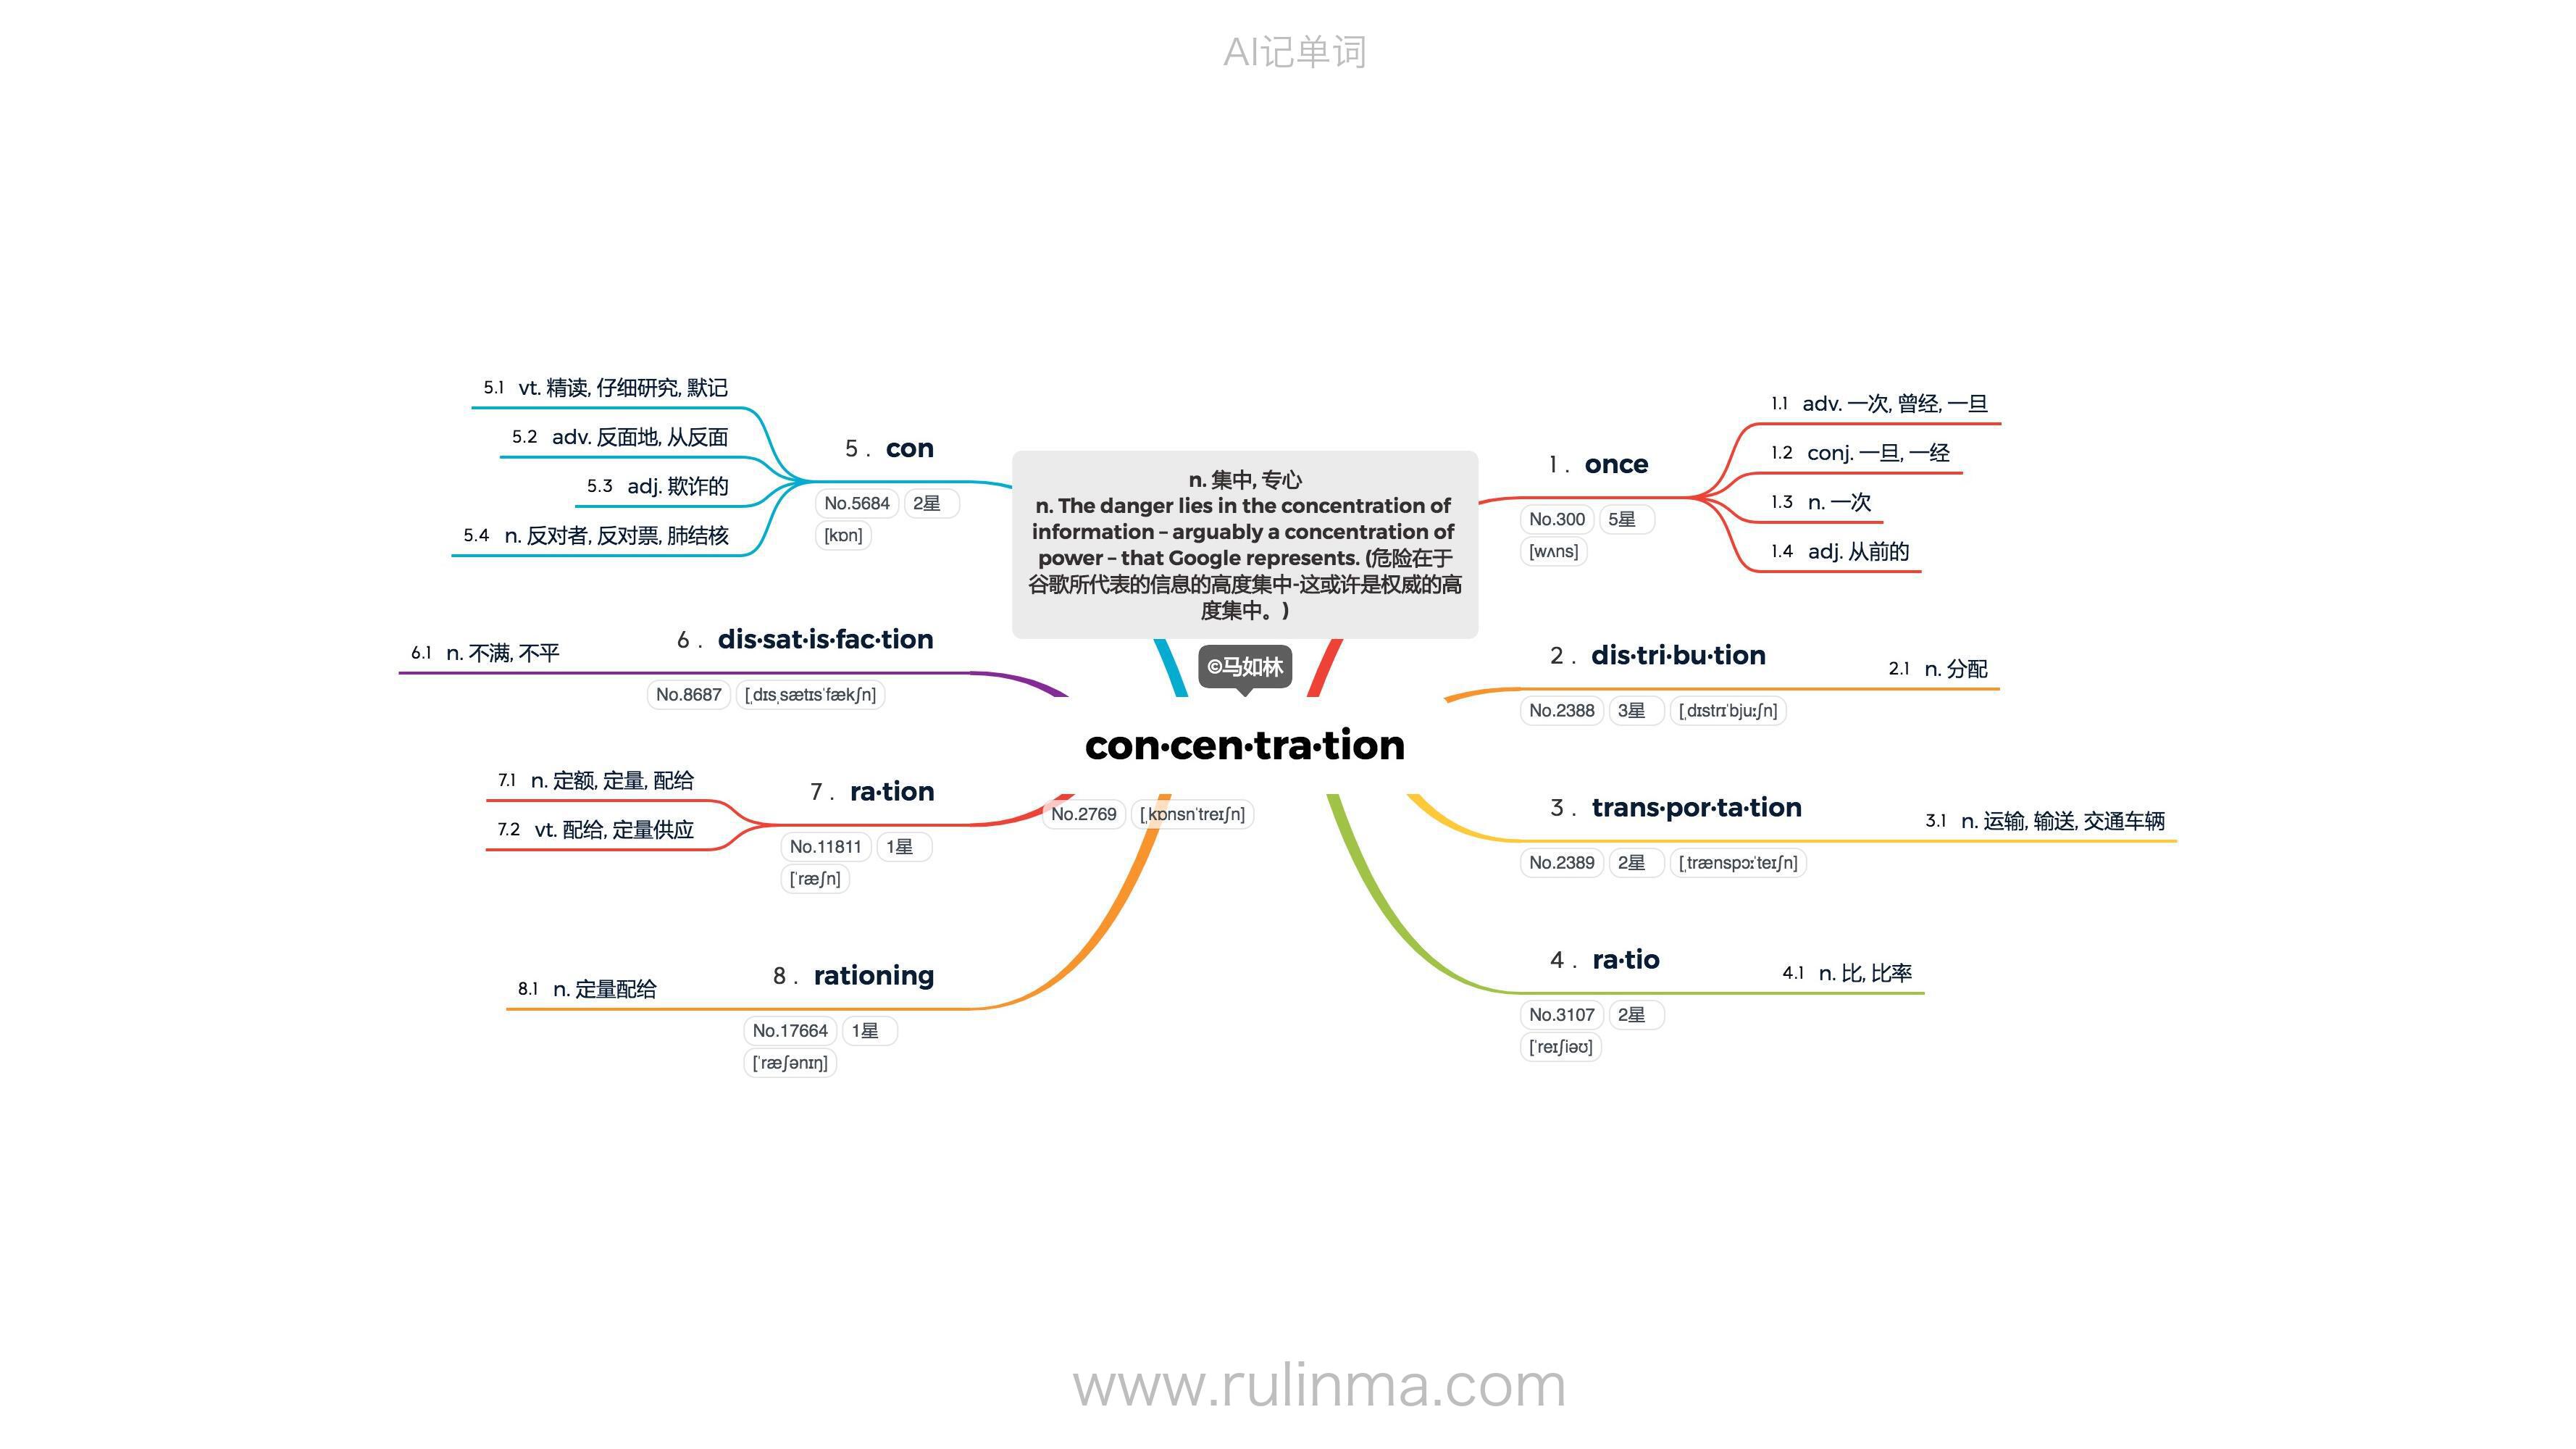 AI记单词
n. 集中, 专心
n. The danger lies in the concentration of
information – arguably a concentration of
power – that Google represents. (危险在于
谷歌所代表的信息的高度集中-这或许是权威的高
度集中。)
©马如林
con·cen·tra·tion
No.2769 [ˌkɒnsnˈtreɪʃn]
1 . once
No.300 5星
[wʌns]
1.1 adv. 一次, 曾经, 一旦
1.2 conj. 一旦, 一经
1.3 n. 一次
1.4 adj. 从前的
2 . dis·tri·bu·tion
No.2388 3星 [ˌdɪstrɪˈbjuːʃn]
2.1 n. 分配
3 . trans·por·ta·tion
No.2389 2星 [ˌtrænspɔːˈteɪʃn]
3.1 n. 运输, 输送, 交通车辆
4 . ra·tio
No.3107 2星
[ˈreɪʃiəʊ]
4.1 n. 比, 比率
5 . con
No.5684 2星
[kɒn]
5.1 vt. 精读, 仔细研究, 默记
5.2 adv. 反面地, 从反面
5.3 adj. 欺诈的
5.4 n. 反对者, 反对票, 肺结核
6 . dis·sat·is·fac·tion
No.8687 [ˌdɪsˌsætɪsˈfækʃn]
6.1 n. 不满, 不平
7 . ra·tion
No.11811 1星
[ˈræʃn]
7.1 n. 定额, 定量, 配给
7.2 vt. 配给, 定量供应
8 . rationing
No.17664 1星
[ˈræʃənɪŋ]
8.1 n. 定量配给
www.rulinma.com